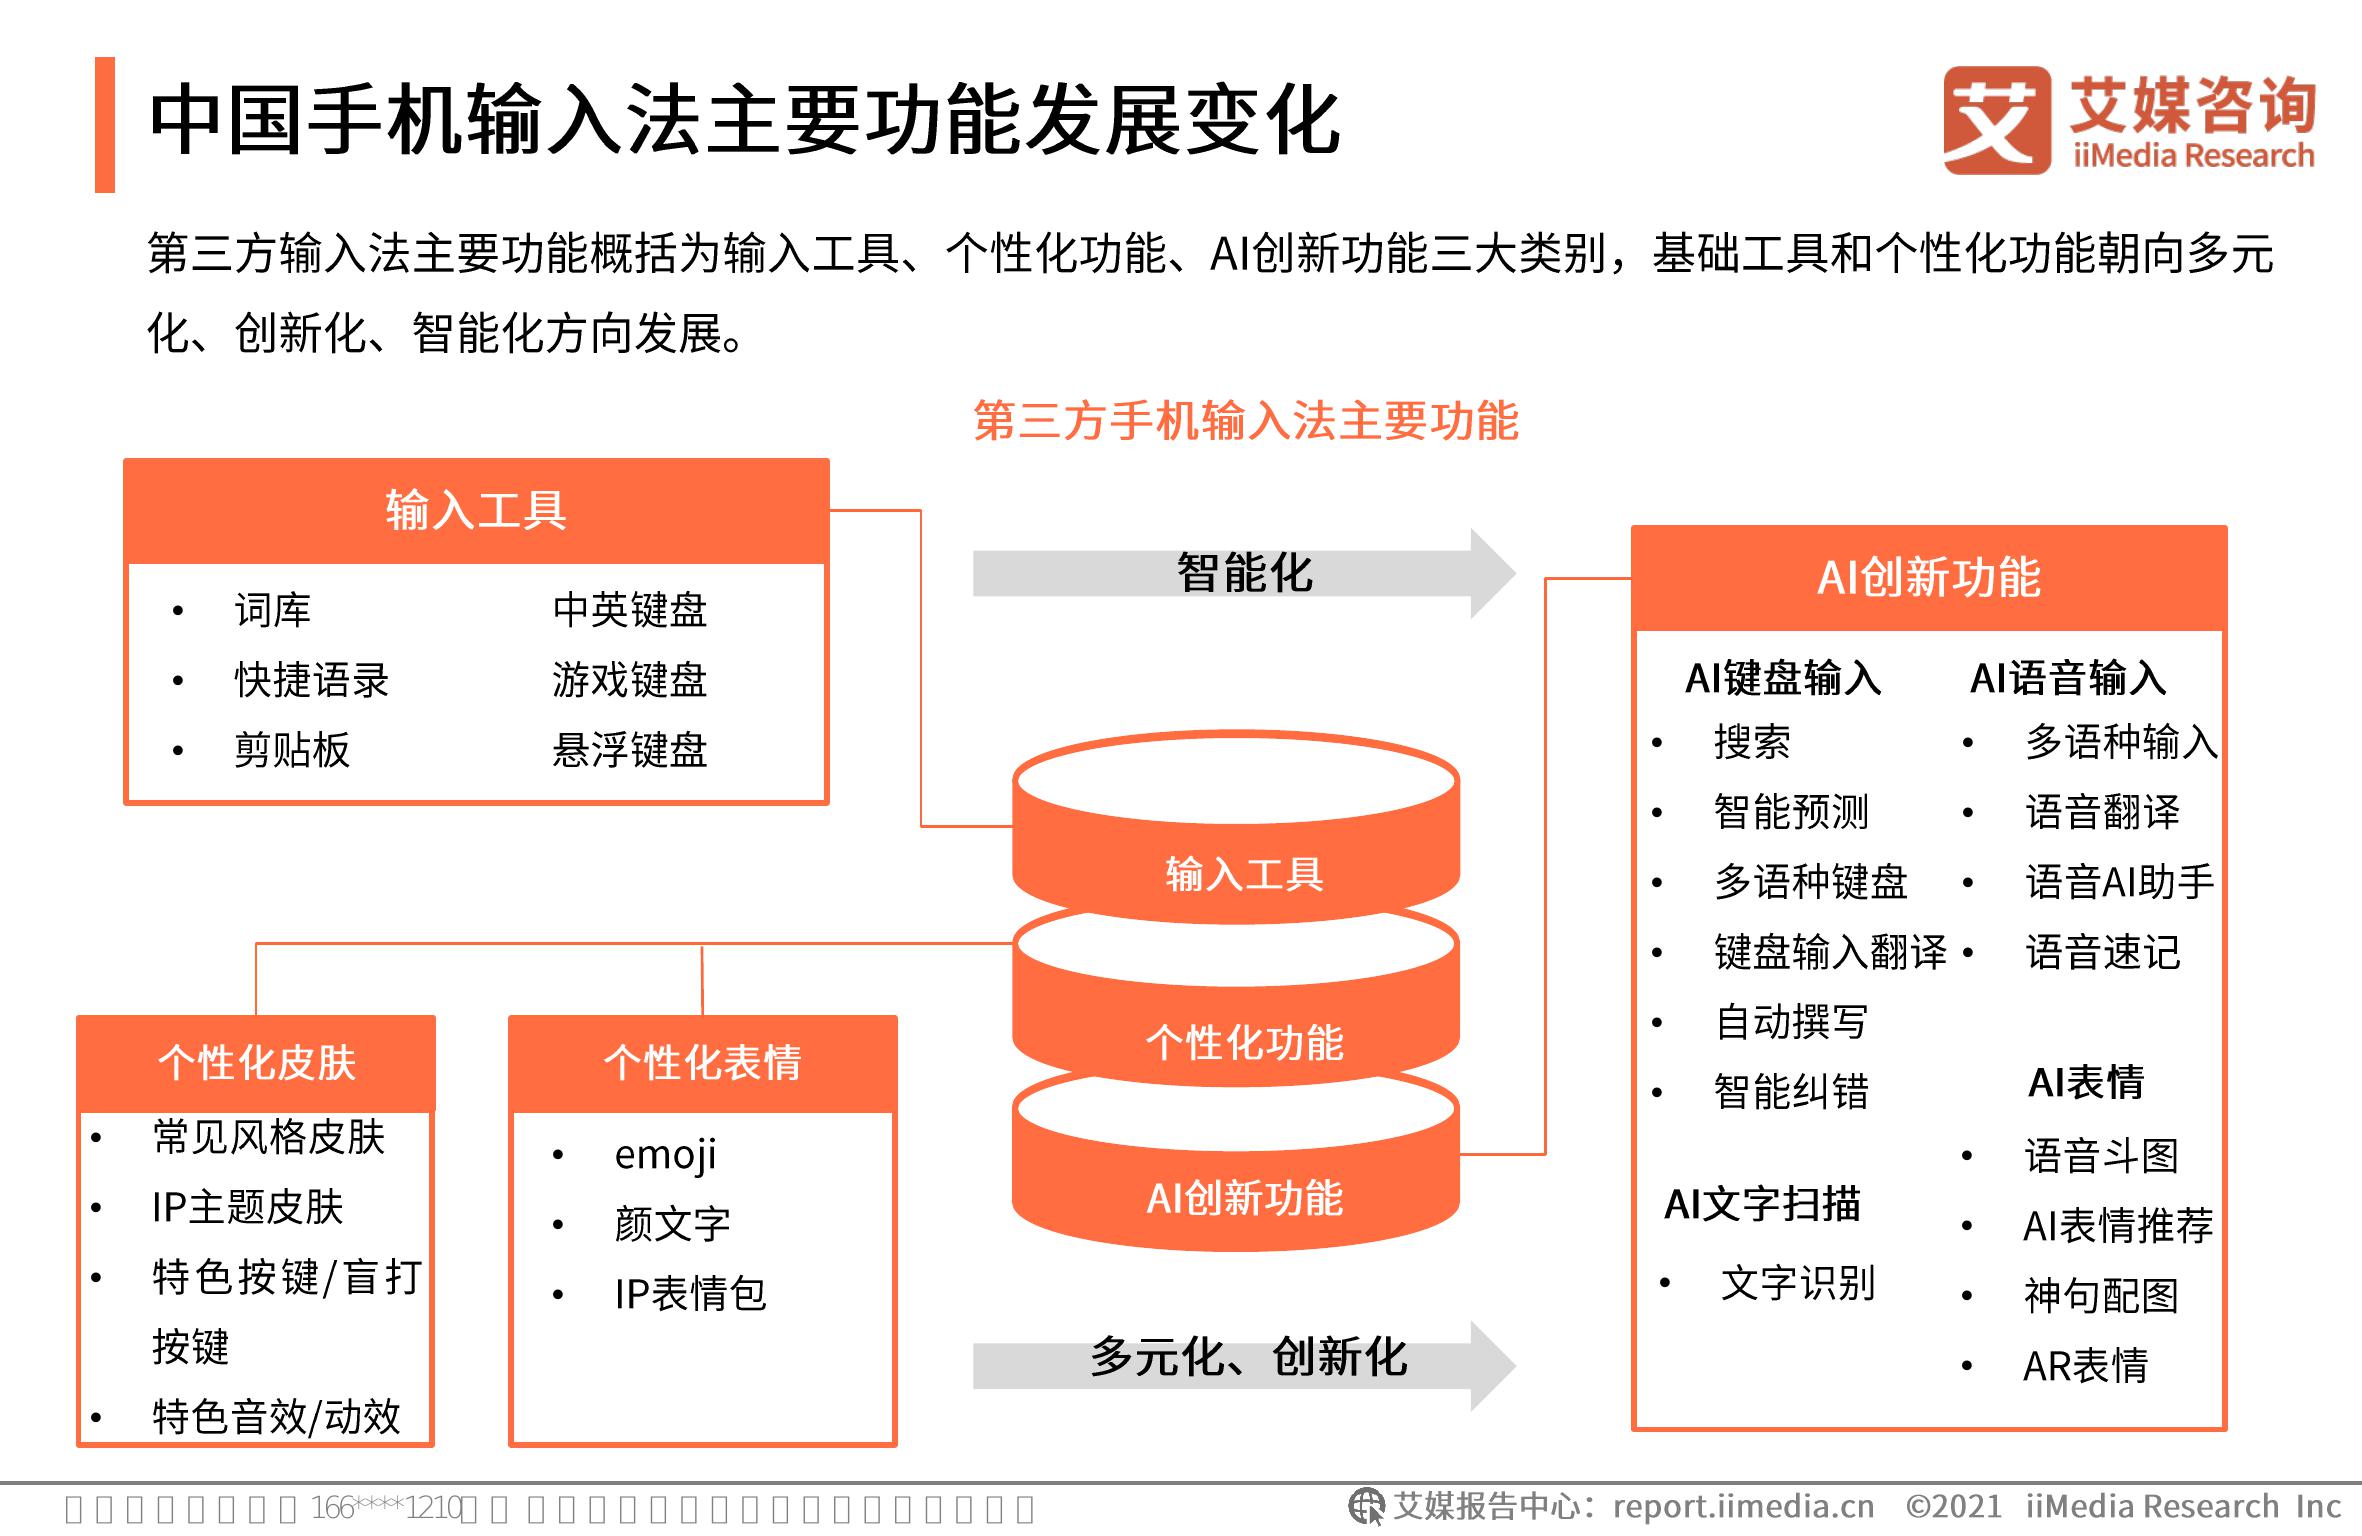 中国手机输入法主要功能发展变化
艾媒咨询
iiMedia Research
第三方输入法主要功能概括为输入工具、个性化功能、AI创新功能三大类别，基础工具和个性化功能朝向多元
化、创新化、智能化方向发展。
第三方手机输入法主要功能
输入工具
• 词库 中英键盘
• 快捷语录 游戏键盘
• 剪贴板 悬浮键盘
个性化皮肤
• 常见风格皮肤
• IP主题皮肤
• 特色按键/盲打
按键
• 特色音效/动效
个性化表情
• emoji
• 颜文字
• IP表情包
智能化
输入工具
个性化功能
AI创新功能
多元化、创新化
AI创新功能
AI键盘输入
• 搜索
• 智能预测
• 多语种键盘
• 键盘输入翻译
• 自动撰写
• 智能纠错
AI文字扫描
• 文字识别
AI语音输入
• 多语种输入
• 语音翻译
• 语音AI助手
• 语音速记
AI表情
• 语音斗图
• AI表情推荐
• 神句配图
• AR表情
166****1210
艾媒报告中心：report.iimedia.cn ©2021 iiMedia Research Inc